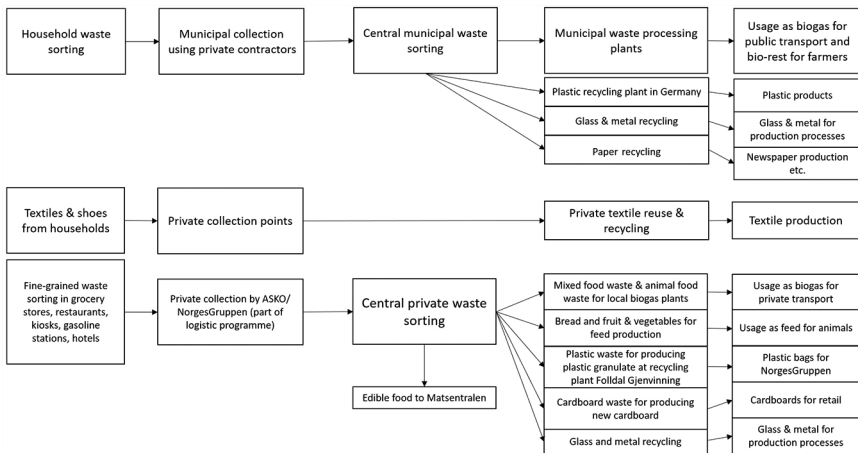 Household waste
sorting
Municipal collection
using private contractors
Central municipal waste
sorting
Municipal waste processing
plants
Usage as biogas for
public transport and
bio-rest for farmers
Plastic recycling plant in Germany
Plastic products
Glass & metal recycling
Glass & metal for
production processes
Paper recycling
Newspaper production
etc.
Textiles & shoes
from households
Private collection points
Private textile reuse &
recycling
Textile production
Fine-grained waste
sorting in grocery
stores, restaurants,
kiosks, gasoline
stations, hotels
Private collection by ASKO/
NorgesGruppen (part of
logistic programme)
Central private waste
sorting
Edible food to Matsentralen
Mixed food waste & animal food
waste for local biogas plants
Usage as biogas for
private transport
Bread and fruit & vegetables for
feed production
Usage as feed for animals
Plastic waste for producing
plastic granulate at recycling
plant Folldal Gjenvinning
Plastic bags for
NorgesGruppen
Cardboard waste for producing
new cardboard
Cardboards for retail
Glass and metal recycling
Glass & metal for
production processes